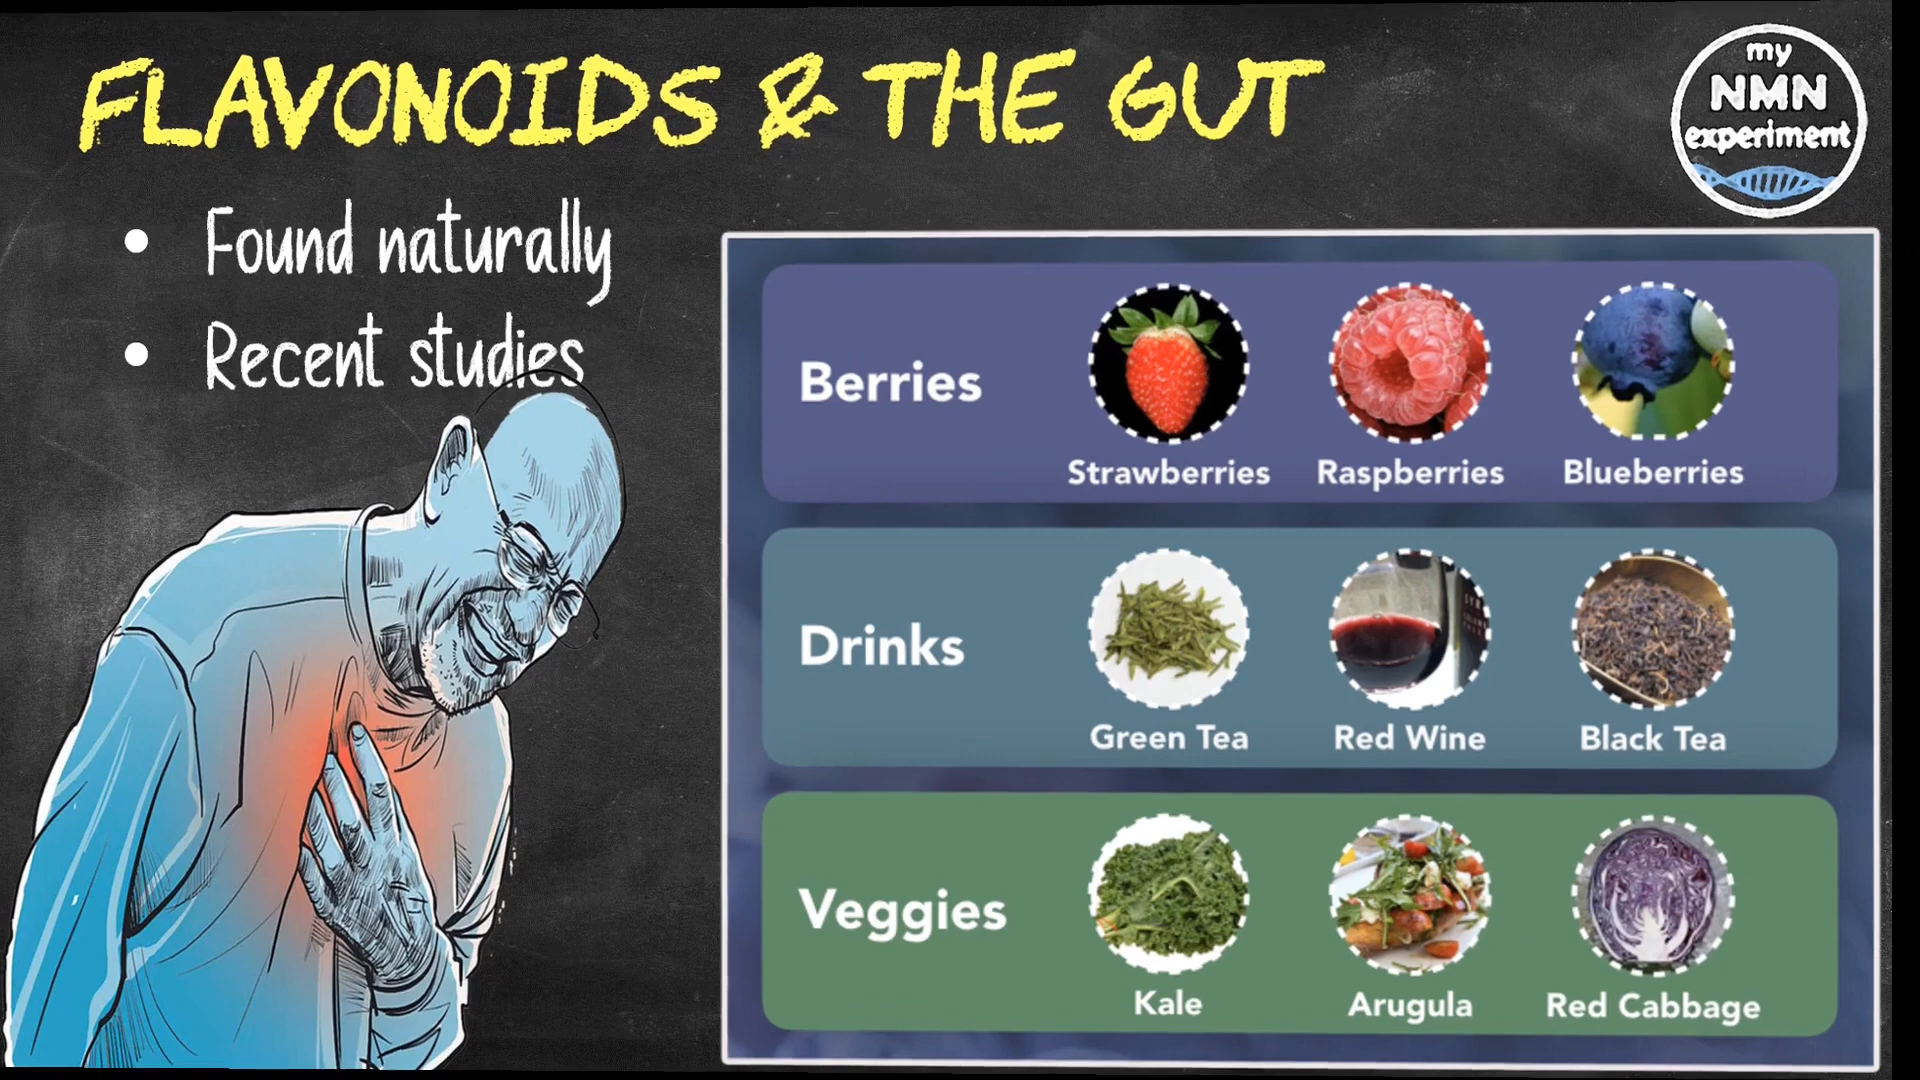 FLAVONOIDS & THE GUT
my
NMN
experiment
• Found naturally
• Recent studies
Berries
Strawberries Raspberries Blueberries
Drinks
Green Tea Red Wine Black Tea
Veggies
Kale Arugula Red Cabbage